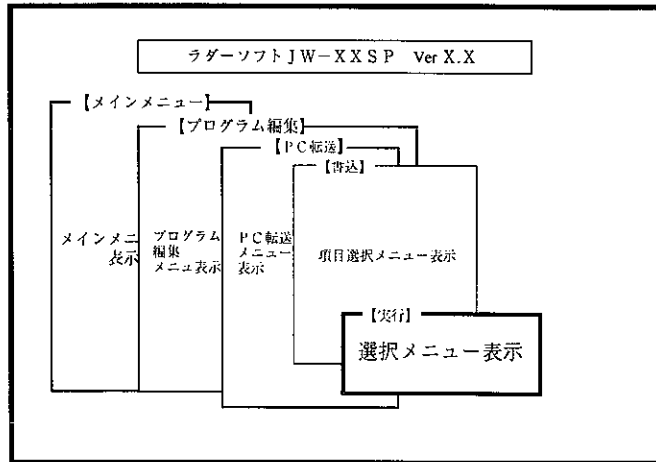 ラダーソフトJW-XXSP Ver X.X
【メインメニュー】
【プログラム編集】
【PC転送】
【書込】
メインメニ
表示
プログラム
編集
メニュ表示
PC転送
メニュー
表示
項目選択メニュー表示
【実行】
選択メニュー表示